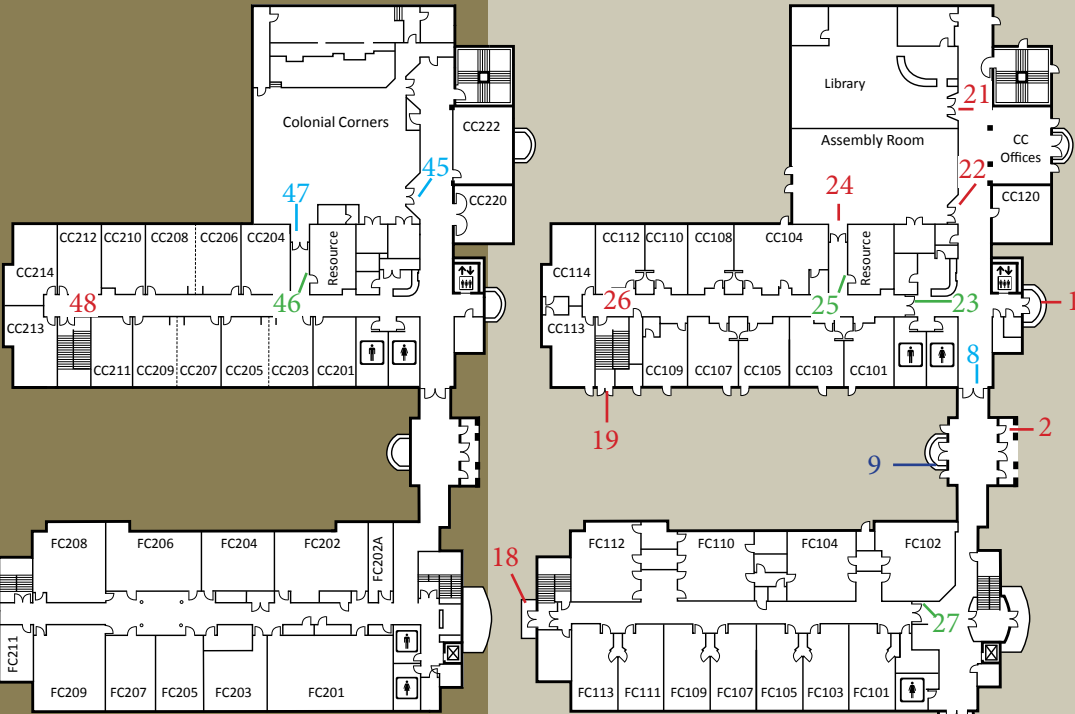 Colonial Corners
CC222
45
47
CC220
CC212
CC210
CC208
CC206
CC204
Resource
CC214
48
46
CC213
CC211
CC209
CC207
CC205
CC203
CC201
FC208
FC206
FC204
FC202
FC202A
FC211
FC209
FC207
FC205
FC203
FC201
Library
21
Assembly Room
CC
Offices
22
24
CC120
CC112
CC110
CC108
CC104
Resource
CC114
26
25
23
1
CC113
8
CC109
CC107
CC105
CC103
CC101
19
2
9
FC112
FC110
FC104
FC102
18
27
FC113
FC111
FC109
FC107
FC105
FC103
FC101